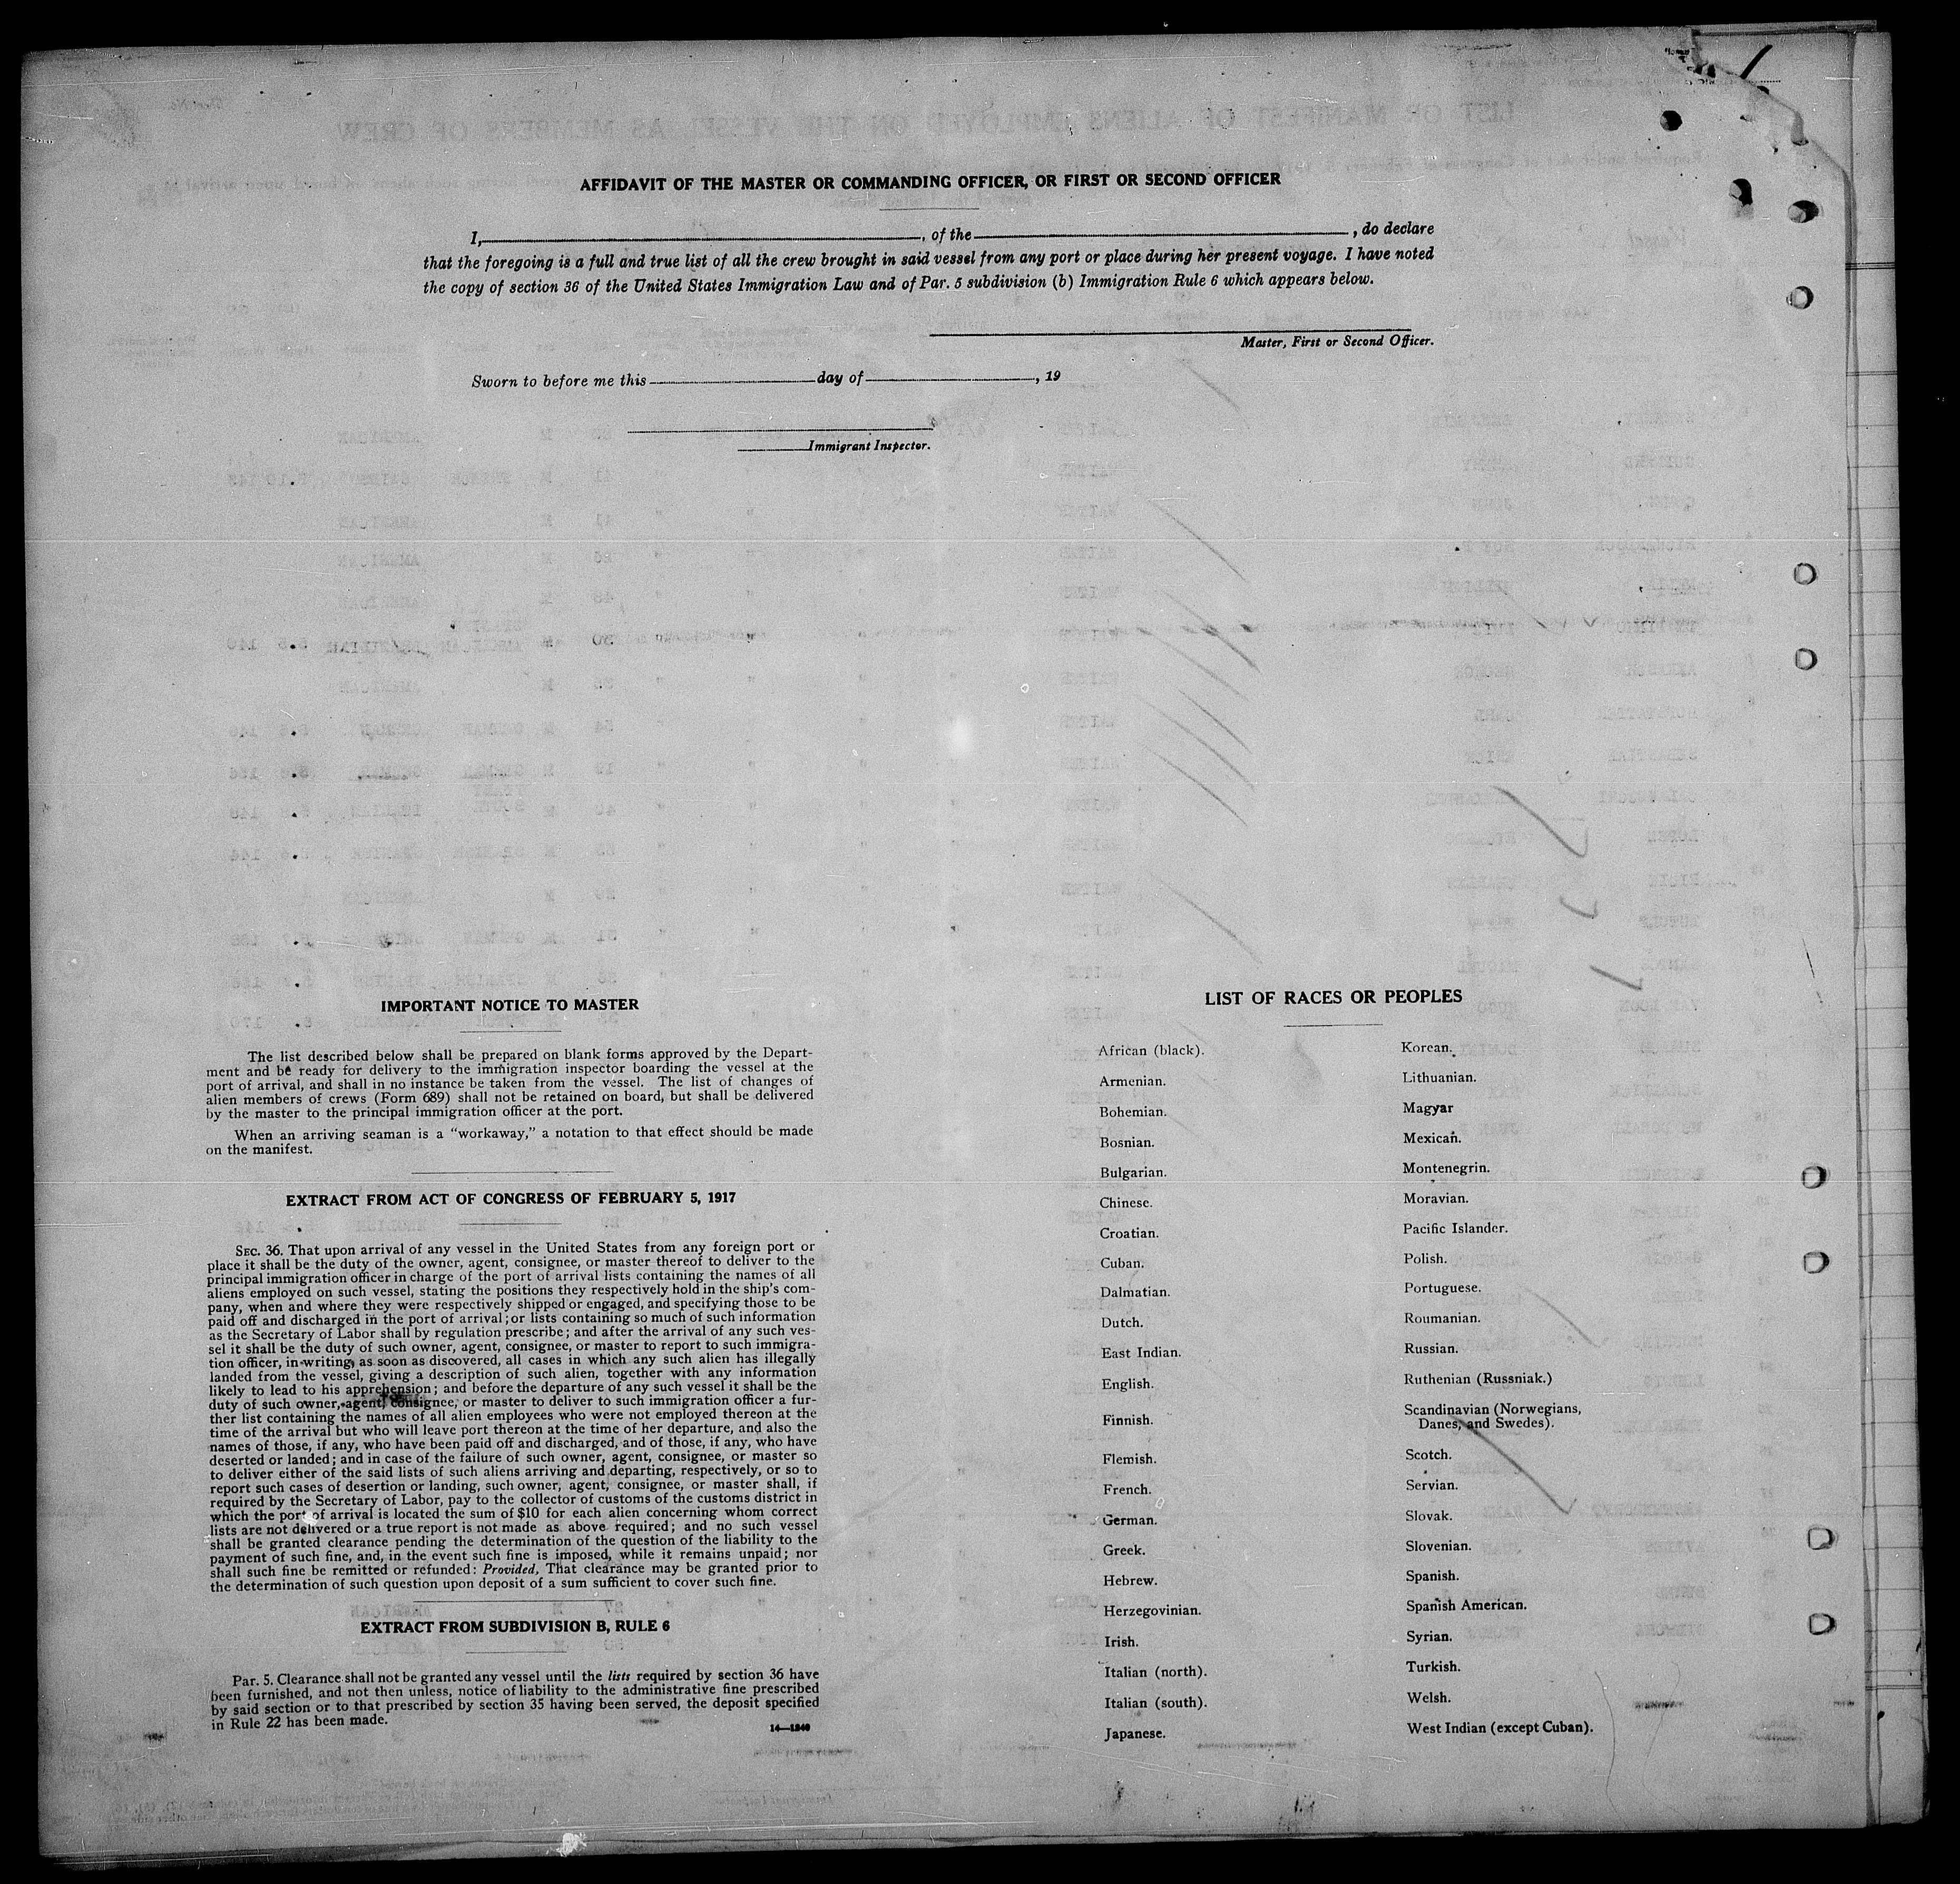 AFFIDAVIT OF THE MASTER OR COMMANDING OFFICER, OR FIRST OR SECOND OFFICER
I, , of the , do declare
that the foregoing is a full and true list of all the crew brought in said vessel from any port or place during her present voyage. I have noted
the copy of section 36 of the United States Immigration Law and of Par. 5 subdivision (b) Immigration Rule 6 which appears below.
Master, First or Second Officer.
Sworn to before me this day of , 19
Immigrant Inspector.
IMPORTANT NOTICE TO MASTER
The list described below shall be prepared on blank forms approved by the Depart-
ment and be ready for delivery to the immigration inspector boarding the vessel at the
port of arrival, and shall in no instance be taken from the vessel. The list of changes of
alien members of crews (Form 689) shall not be retained on board, but shall be delivered
by the master to the principal immigration officer at the port.
When an arriving seaman is a "workaway," a notation to that effect should be made
on the manifest.
EXTRACT FROM ACT OF CONGRESS OF FEBRUARY 5, 1917
SEC. 36. That upon arrival of any vessel in the United States from any foreign port or
place it shall be the duty of the owner, agent, consignee, or master thereof to deliver to the
principal immigration officer in charge of the port of arrival lists containing the names of all
aliens employed on such vessel, stating the positions they respectively hold in the ship's com-
pany, when and where they were respectively shipped or engaged, and specifying those to be
paid off and discharged in the port of arrival; or lists containing so much of such information
as the Secretary of Labor shall by regulation prescribe; and after the arrival of any such ves-
sel it shall be the duty of such owner, agent, consignee, or master to report to such immigra-
tion officer, in writing, as soon as discovered, all cases in which any such alien has illegally
landed from the vessel, giving a description of such alien, together with any information
likely to lead to his apprehension; and before the departure of any such vessel it shall be the
duty of such owner, agent, consignee, or master to deliver to such immigration officer a fur-
ther list containing the names of all alien employees who were not employed thereon at the
time of the arrival but who will leave port thereon at the time of her departure, and also the
names of those, if any, who have been paid off and discharged, and of those, if any, who have
deserted or landed; and in case of the failure of such owner, agent, consignee, or master so
to deliver either of the said lists of such aliens arriving and departing, respectively, or so to
report such cases of desertion or landing, such owner, agent, consignee, or master shall, if
required by the Secretary of Labor, pay to the collector of customs of the customs district in
which the port of arrival is located the sum of $10 for each alien concerning whom correct
lists are not delivered or a true report is not made as above required; and no such vessel
shall be granted clearance pending the determination of the question of the liability to the
payment of such fine, and, in the event such fine is imposed, while it remains unpaid; nor
shall such fine be remitted or refunded: Provided, That clearance may be granted prior to
the determination of such question upon deposit of a sum sufficient to cover such fine.
EXTRACT FROM SUBDIVISION B, RULE 6
Par. 5. Clearance shall not be granted any vessel until the lists required by section 36 have
been furnished, and not then unless, notice of liability to the administrative fine prescribed
by said section or to that prescribed by section 35 having been served, the deposit specified
in Rule 22 has been made.
14—1240
LIST OF RACES OR PEOPLES
African (black).
Armenian.
Bohemian.
Bosnian.
Bulgarian.
Chinese.
Croatian.
Cuban.
Dalmatian.
Dutch.
East Indian.
English.
Finnish.
Flemish.
French.
German.
Greek.
Hebrew.
Herzegovinian.
Irish.
Italian (north).
Italian (south).
Japanese.
Korean.
Lithuanian.
Magyar
Mexican.
Montenegrin.
Moravian.
Pacific Islander.
Polish.
Portuguese.
Roumanian.
Russian.
Ruthenian (Russniak.)
Scandinavian (Norwegians,
Danes, and Swedes).
Scotch.
Servian.
Slovak.
Slovenian.
Spanish.
Spanish American.
Syrian.
Turkish.
Welsh.
West Indian (except Cuban).